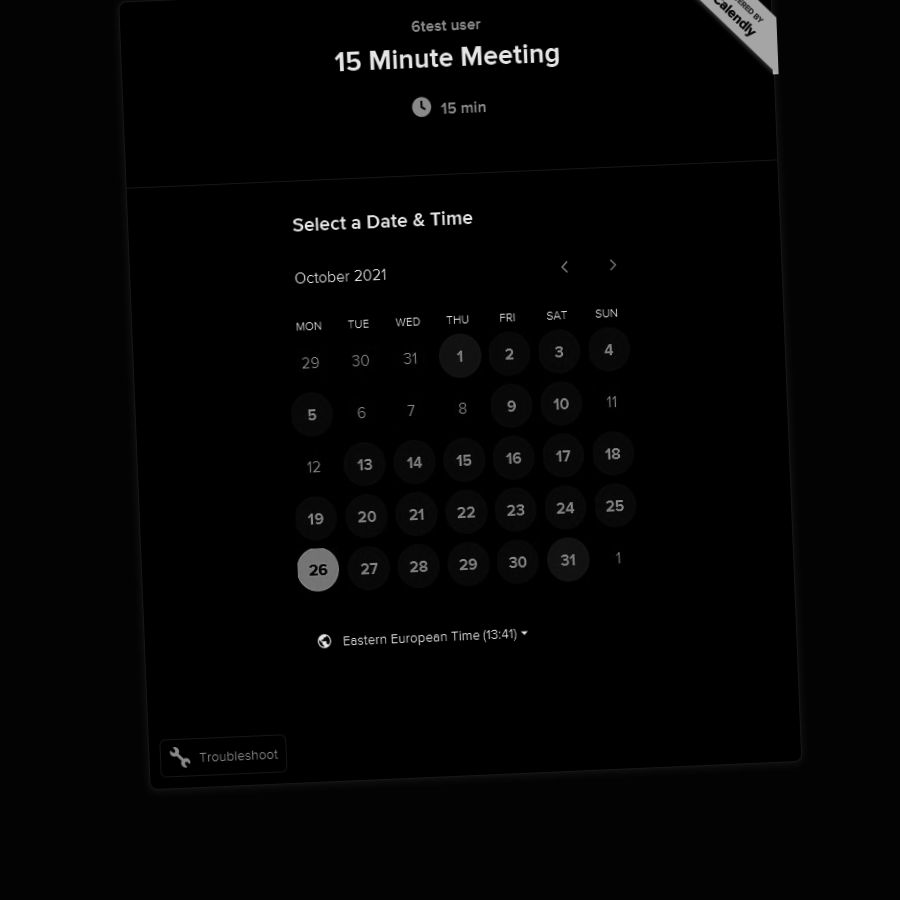 6test user
15 Minute Meeting
15 min
Calendly
Select a Date & Time
October 2021
MON TUE WED THU FRI SAT SUN
29 30 31 1 2 3 4
5 6 7 8 9 10 11
12 13 14 15 16 17 18
19 20 21 22 23 24 25
26 27 28 29 30 31 1
Eastern European Time (13:41)
Troubleshoot